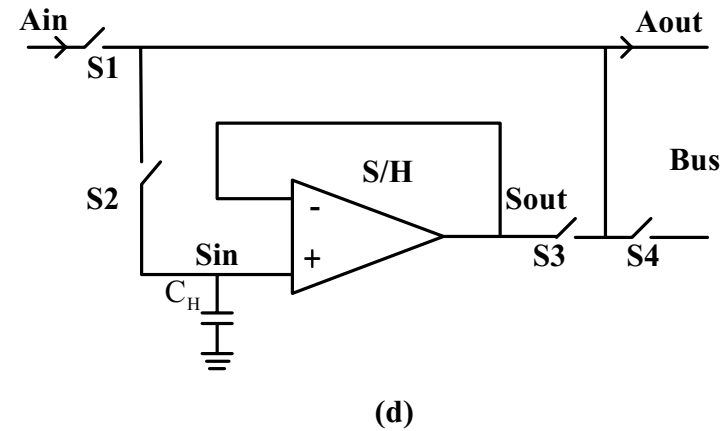 Ain
Aout
S1
S/H
Bus
S2
-
Sout
Sin
+
S3
S4
C_H
(d)